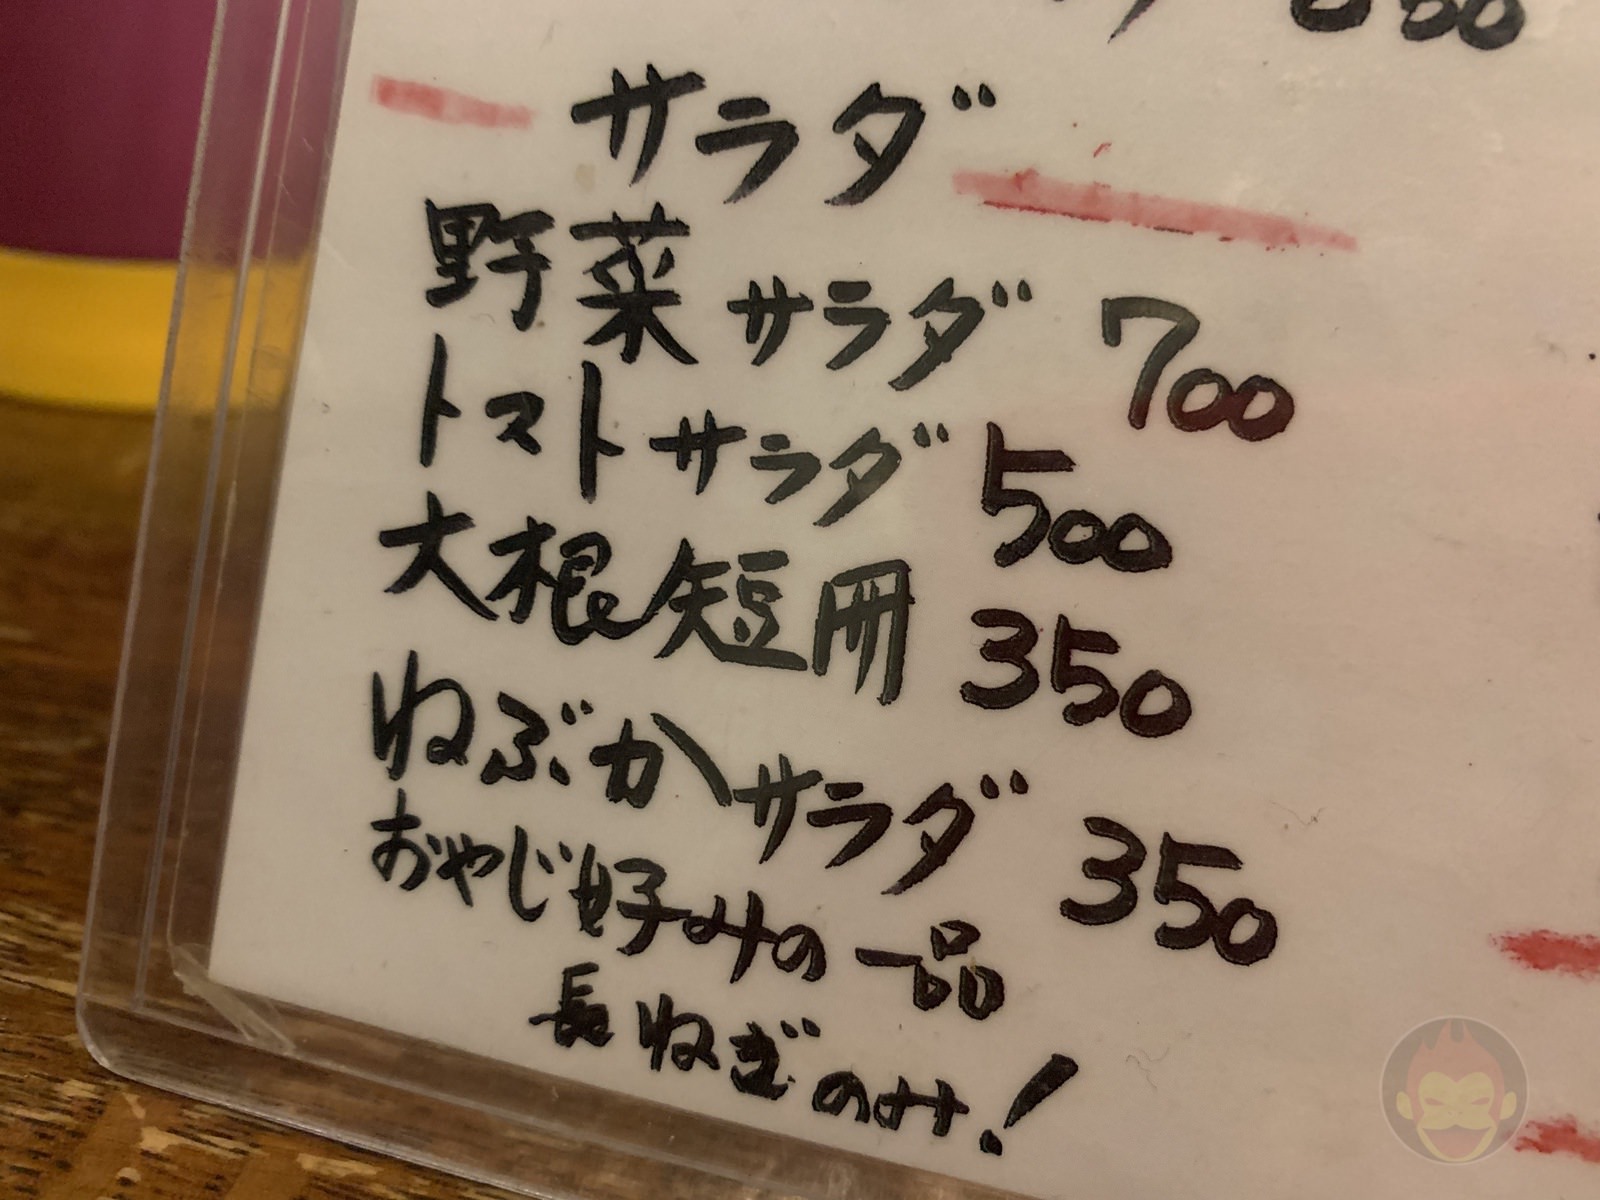 サラダ
野菜サラダ 700
トマトサラダ 500
大根短冊 350
ねぶかサラダ 350
おやじ好みの一品
長ねぎのみ!